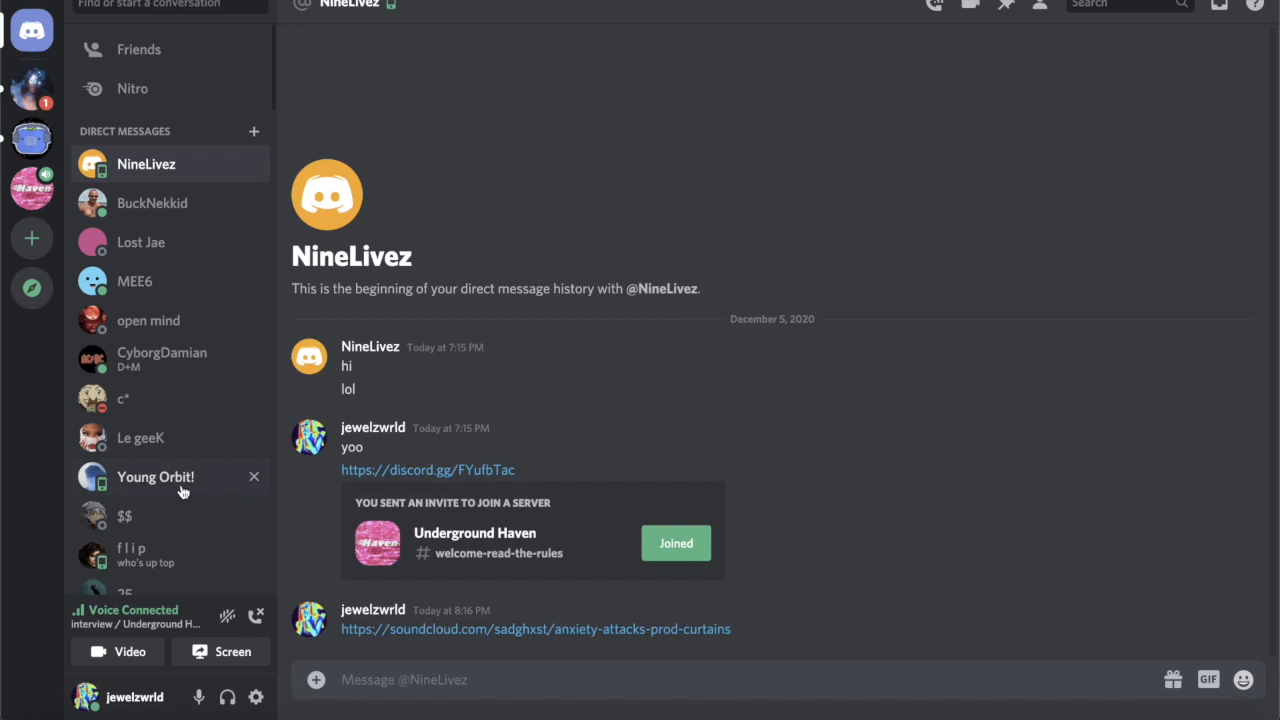 Find or start a conversation
NineLivez
Search
Friends
Nitro
1
DIRECT MESSAGES
NineLivez
BuckNekkid
Haven
Lost Jae
MEE6
open mind
CyborgDamian
D+M
c*
Le geeK
Young Orbit!
$$
f l i p
who's up top
25
Voice Connected
interview / Underground H...
Video
Screen
jewelzwrld
NineLivez
This is the beginning of your direct message history with @NineLivez.
December 5, 2020
NineLivez Today at 7:15 PM
hi
lol
jewelzwrld Today at 7:15 PM
yoo
https://discord.gg/FYufbTac
YOU SENT AN INVITE TO JOIN A SERVER
Haven
Underground Haven
# welcome-read-the-rules
Joined
jewelzwrld Today at 8:16 PM
https://soundcloud.com/sadghxst/anxiety-attacks-prod-curtains
Message @NineLivez
GIF